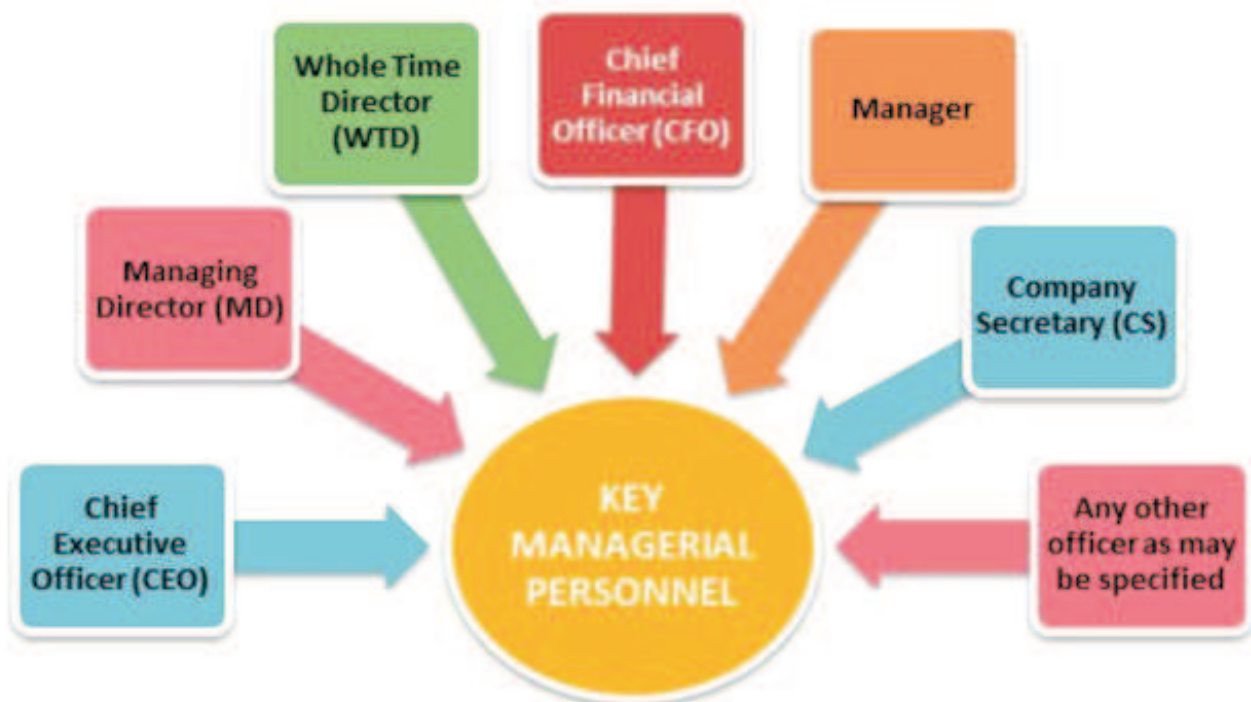 Chief
Executive
Officer (CEO)
Managing
Director (MD)
Whole Time
Director
(WTD)
Chief
Financial
Officer (CFO)
Manager
Company
Secretary (CS)
Any other
officer as may
be specified
KEY
MANAGERIAL
PERSONNEL